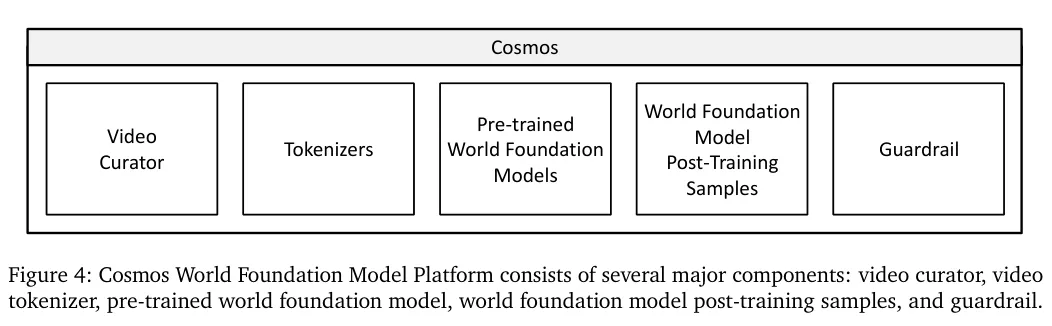 Cosmos
Video
Curator
Tokenizers
Pre-trained
World Foundation
Models
World Foundation
Model
Post-Training
Samples
Guardrail
Figure 4: Cosmos World Foundation Model Platform consists of several major components: video curator, video
tokenizer, pre-trained world foundation model, world foundation model post-training samples, and guardrail.